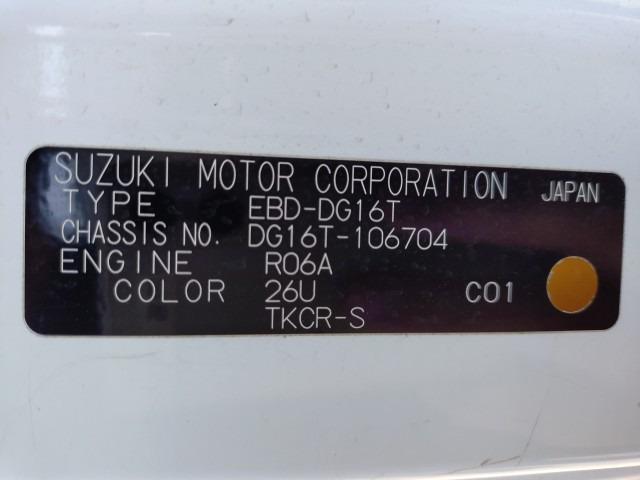 SUZUKI MOTOR CORPORATION JAPAN
TYPE EBD-DG16T
CHASSIS NO. DG16T-106704
ENGINE R06A
COLOR 26U C01
TKCR-S